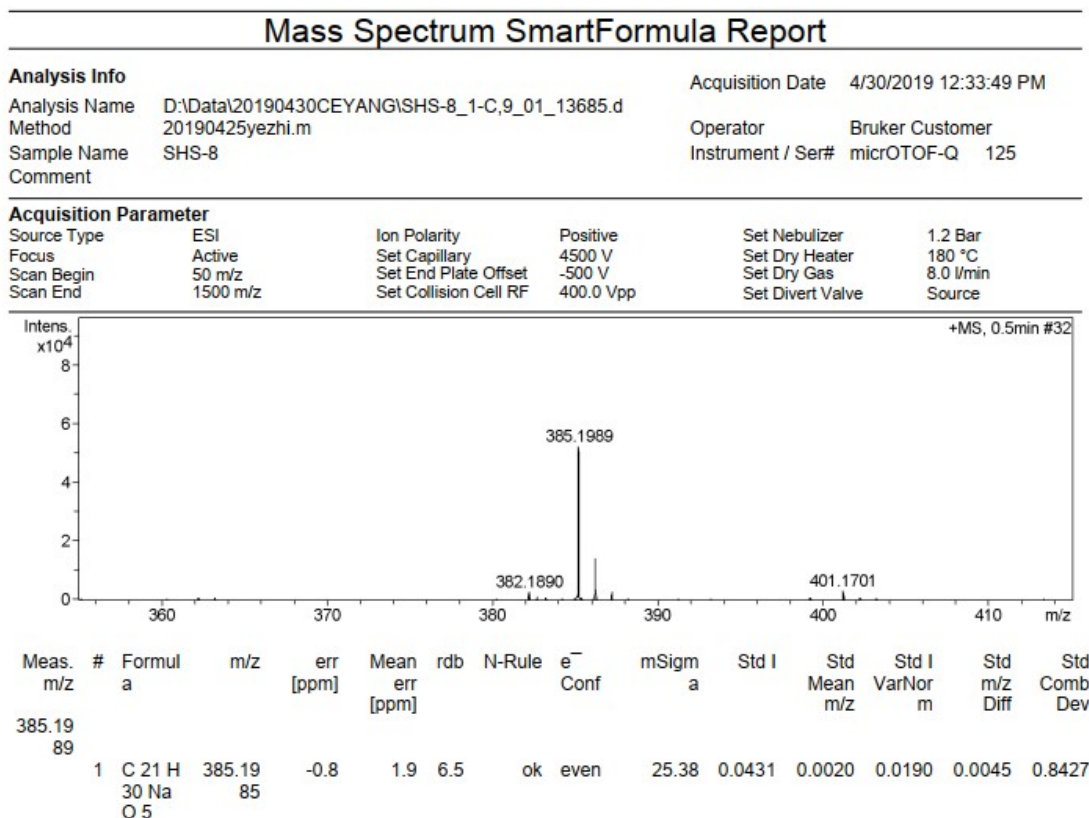 Mass Spectrum SmartFormula Report
Analysis Info
Acquisition Date 4/30/2019 12:33:49 PM
Analysis Name D:\Data\20190430CEYANG\SHS-8_1-C,9_01_13685.d
Method 20190425yezhi.m
Operator Bruker Customer
Sample Name SHS-8
Instrument / Ser# micrOTOF-Q 125
Comment
Acquisition Parameter
Source Type ESI Ion Polarity Positive Set Nebulizer 1.2 Bar
Focus Active Set Capillary 4500 V Set Dry Heater 180 °C
Scan Begin 50 m/z Set End Plate Offset -500 V Set Dry Gas 8.0 l/min
Scan End 1500 m/z Set Collision Cell RF 400.0 Vpp Set Divert Valve Source
Intens. +MS, 0.5min #32
x10⁴
8
6
385.1989
4
2
382.1890 401.1701
0
360 370 380 390 400 410 m/z
Meas. # Formul m/z err Mean rdb N-Rule e⁻ mSigm Std I Std Std I Std Std
m/z a [ppm] err Conf a Mean VarNor m/z Comb
[ppm] m/z m Diff Dev
385.19
89
1 C 21 H 385.19 -0.8 1.9 6.5 ok even 25.38 0.0431 0.0020 0.0190 0.0045 0.8427
30 Na 85
O 5